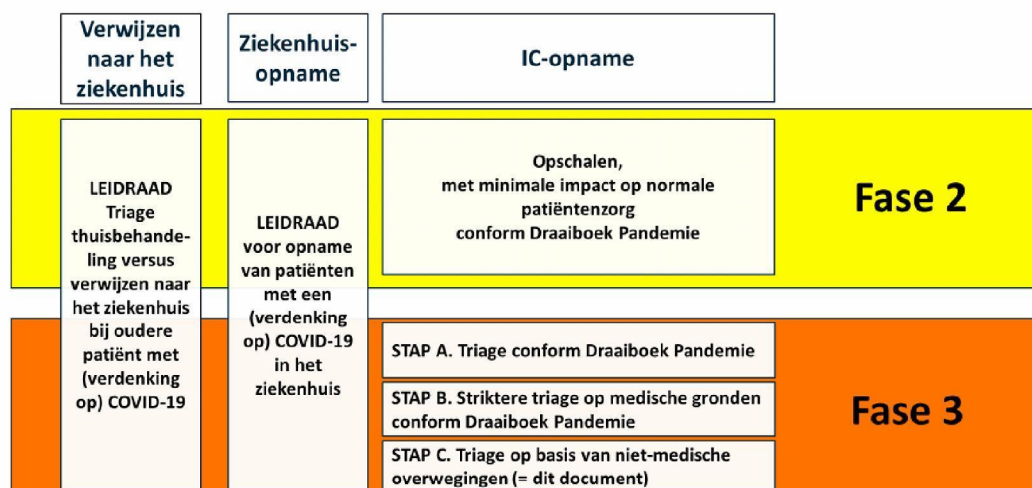 Verwijzen
naar het
ziekenhuis
Ziekenhuis-
opname
IC-opname
LEIDRAAD
Triage
thuisbehande-
ling versus
verwijzen naar
het ziekenhuis
bij oudere
patiënt met
(verdenking
op) COVID-19
LEIDRAAD
voor opname
van patiënten
met een
(verdenking
op) COVID-19
in het
ziekenhuis
Opschalen,
met minimale impact op normale
patiëntenzorg
conform Draaiboek Pandemie
Fase 2
STAP A. Triage conform Draaiboek Pandemie
STAP B. Striktere triage op medische gronden
conform Draaiboek Pandemie
STAP C. Triage op basis van niet-medische
overwegingen (= dit document)
Fase 3